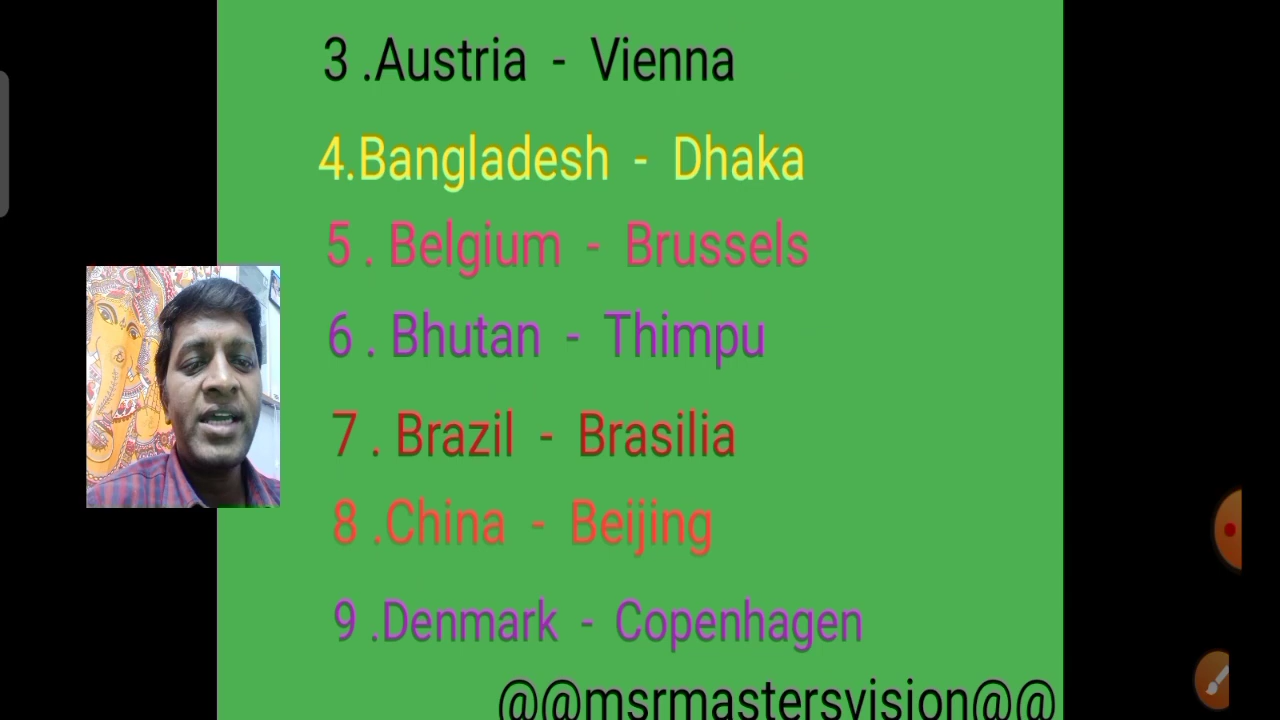 3 .Austria - Vienna
4.Bangladesh - Dhaka
5 . Belgium - Brussels
6 . Bhutan - Thimpu
7 . Brazil - Brasilia
8 .China - Beijing
9 .Denmark - Copenhagen
@@msrmastersvision@@